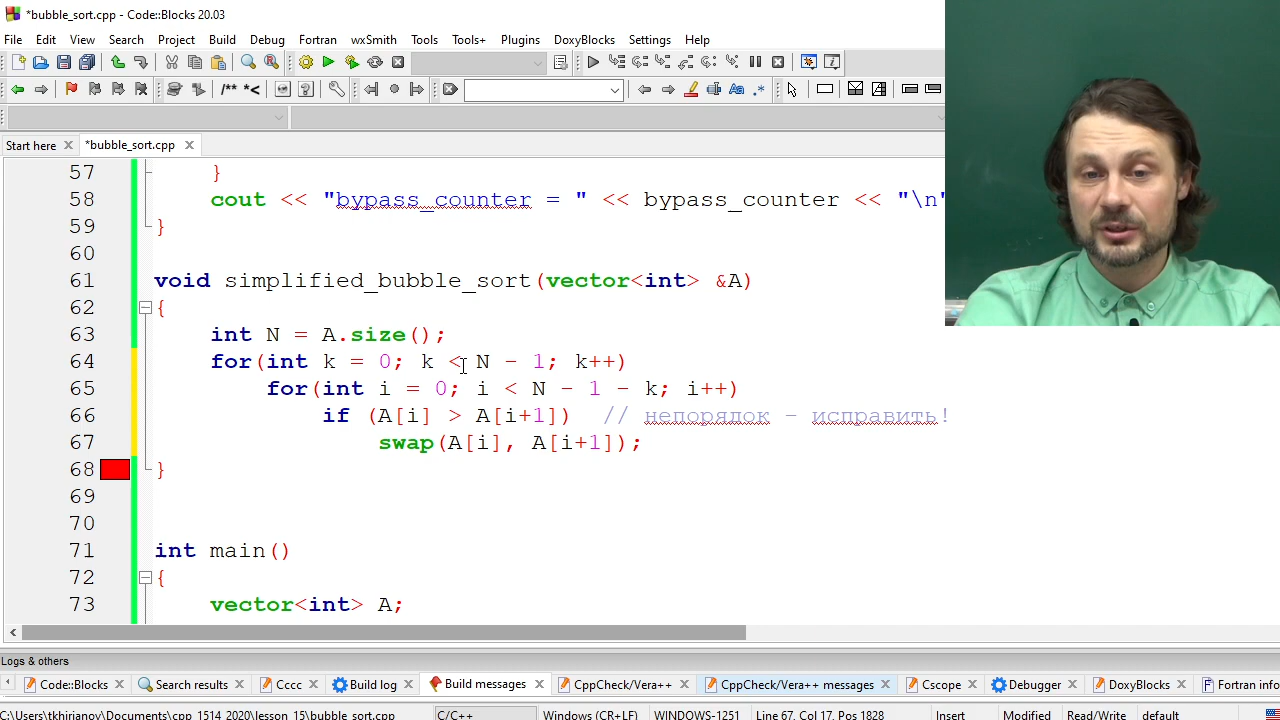 *bubble_sort.cpp - Code::Blocks 20.03
File Edit View Search Project Build Debug Fortran wxSmith Tools Tools+ Plugins DoxyBlocks Settings Help
/** *<
Start here *bubble_sort.cpp
57 }
58 cout << "bypass_counter = " << bypass_counter << "\n"
59 }
60
61 void simplified_bubble_sort(vector<int> &A)
62 {
63 int N = A.size();
64 for(int k = 0; k < N - 1; k++)
65 for(int i = 0; i < N - 1 - k; i++)
66 if (A[i] > A[i+1]) // непорядок - исправить!
67 swap(A[i], A[i+1]);
68 }
69
70
71 int main()
72 {
73 vector<int> A;
Logs & others
Code::Blocks Search results Cccc Build log Build messages CppCheck/Vera++ CppCheck/Vera++ messages Cscope Debugger DoxyBlocks Fortran info
C/C++ Windows (CR+LF) WINDOWS-1251 Line 67, Col 17, Pos 1828 Insert Modified Read/Write default